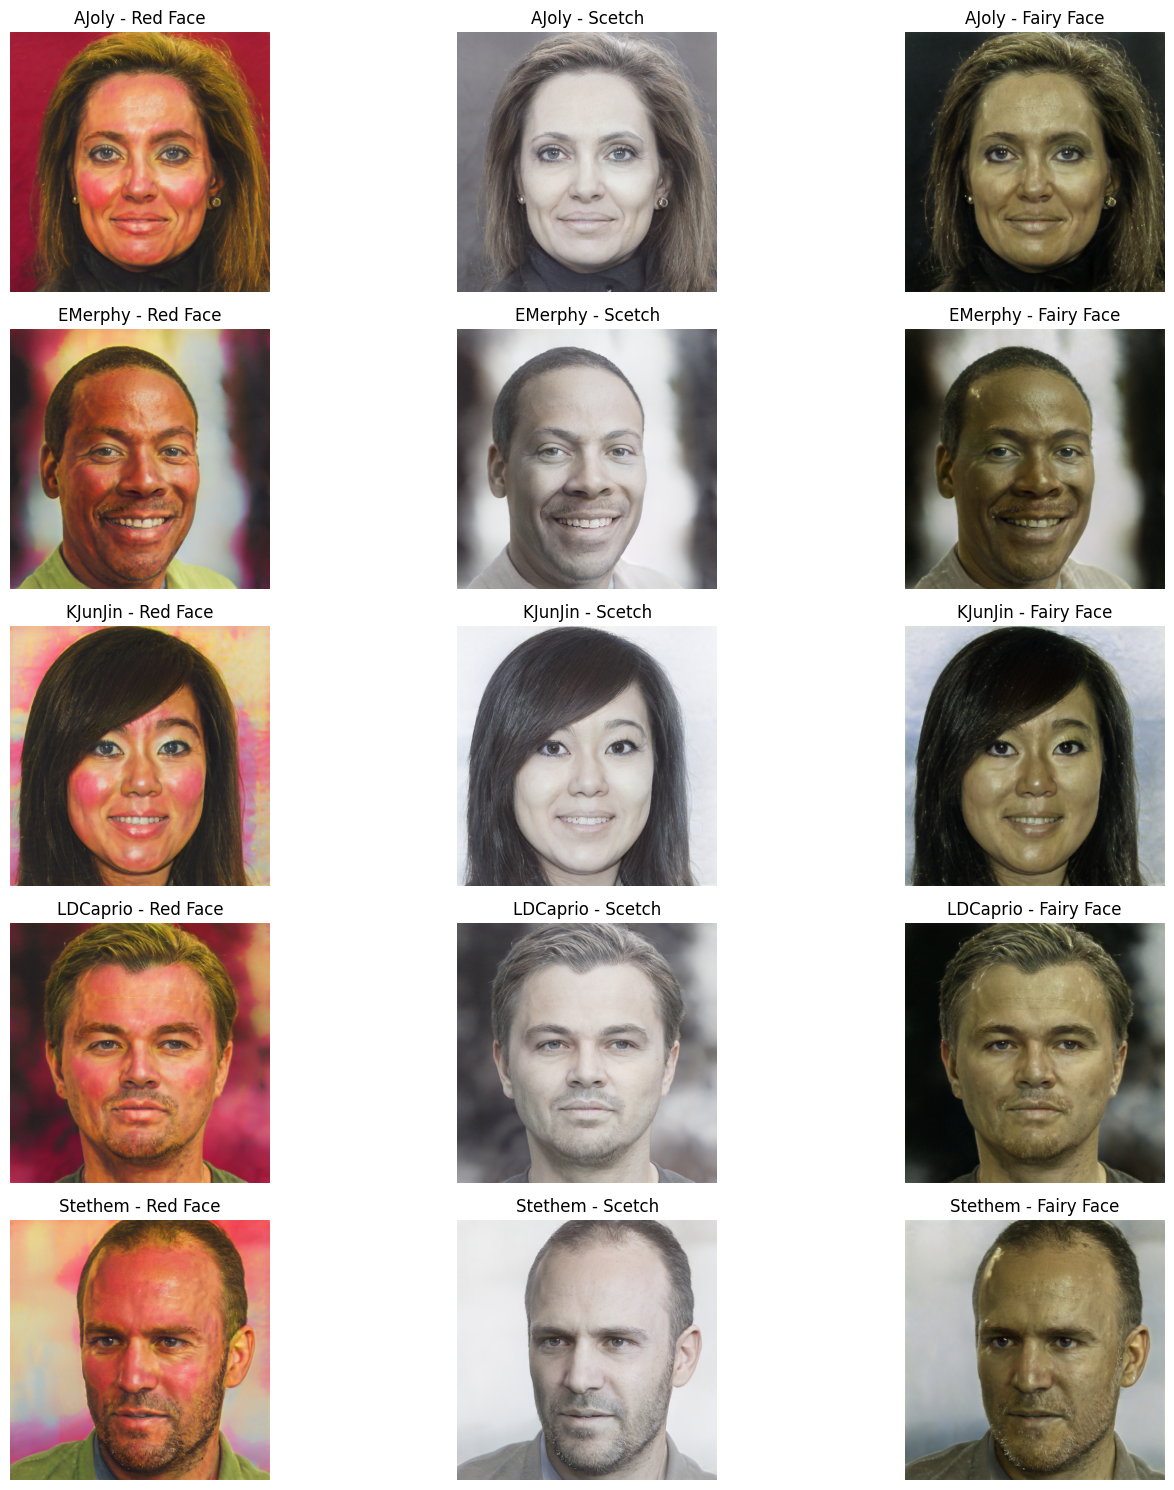 AJoly - Red Face
AJoly - Scetch
AJoly - Fairy Face
EMerphy - Red Face
EMerphy - Scetch
EMerphy - Fairy Face
KJunJin - Red Face
KJunJin - Scetch
KJunJin - Fairy Face
LDCaprio - Red Face
LDCaprio - Scetch
LDCaprio - Fairy Face
Stethem - Red Face
Stethem - Scetch
Stethem - Fairy Face